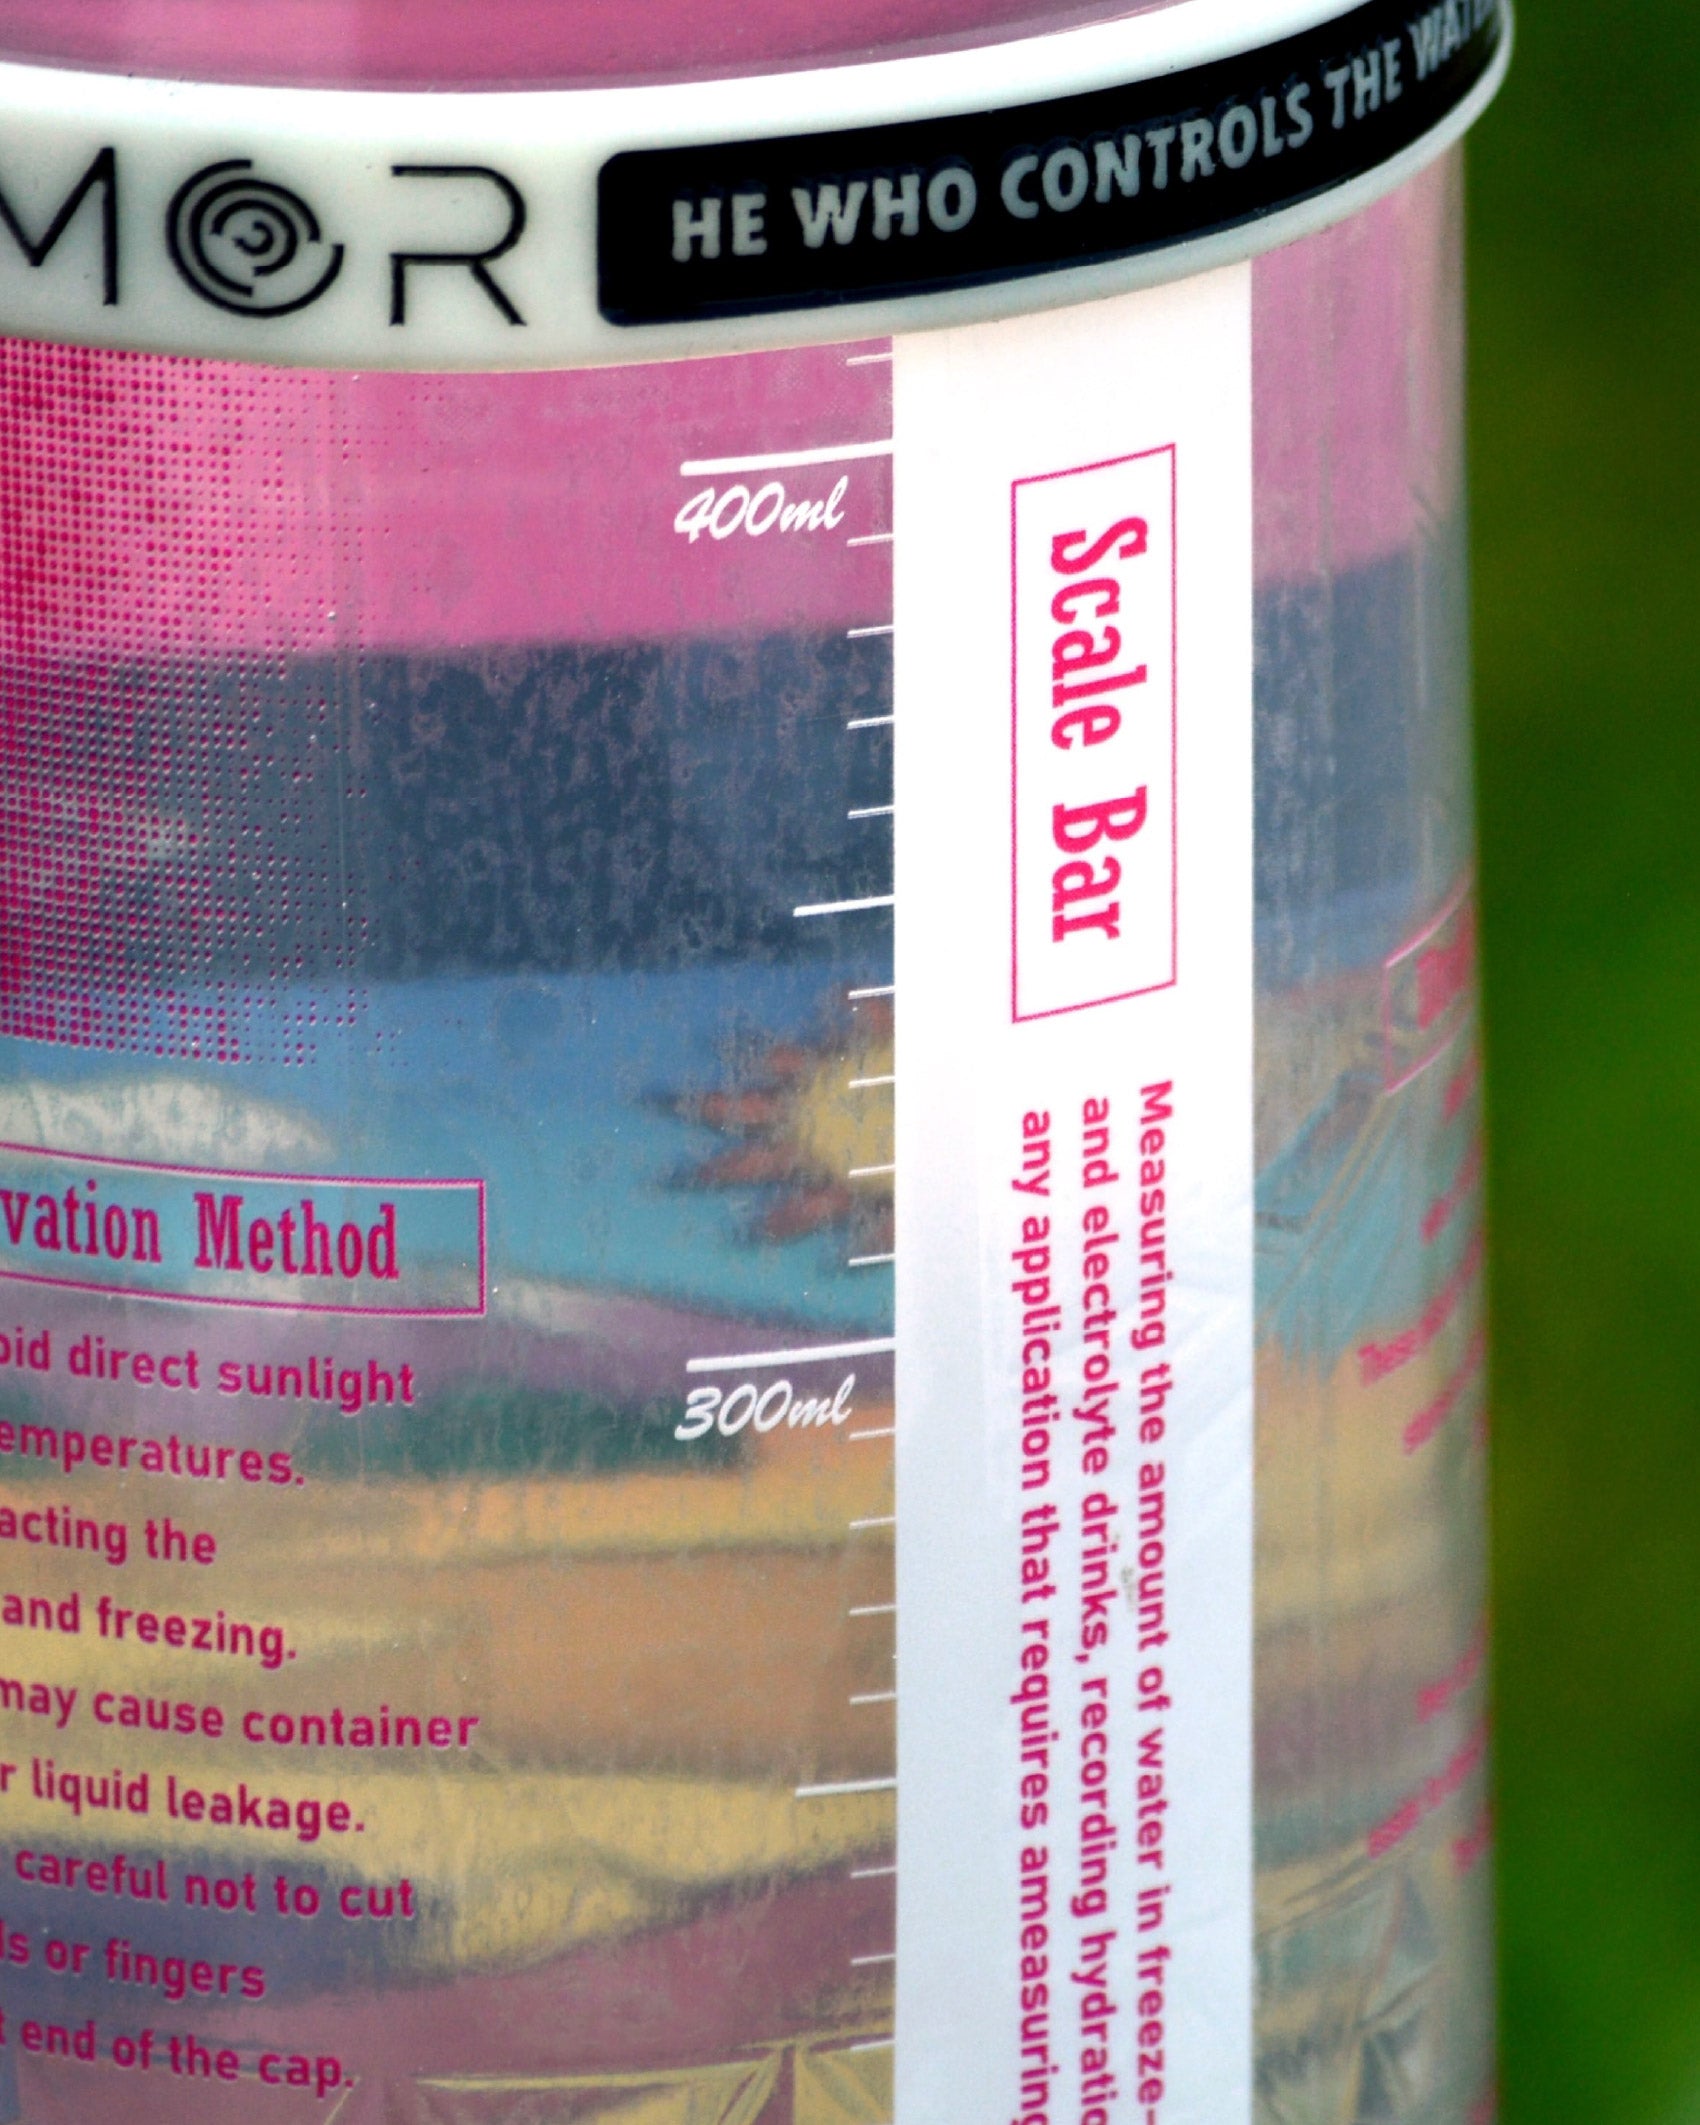 MOR
HE WHO CONTROLS THE WATE
400ml
300ml
Scale Bar
Measuring the amount of water in freeze-
and electrolyte drinks, recording hydratio
any application that requires ameasuring
vation Method
oid direct sunlight
emperatures.
acting the
and freezing.
may cause container
r liquid leakage.
careful not to cut
ls or fingers
t end of the cap.